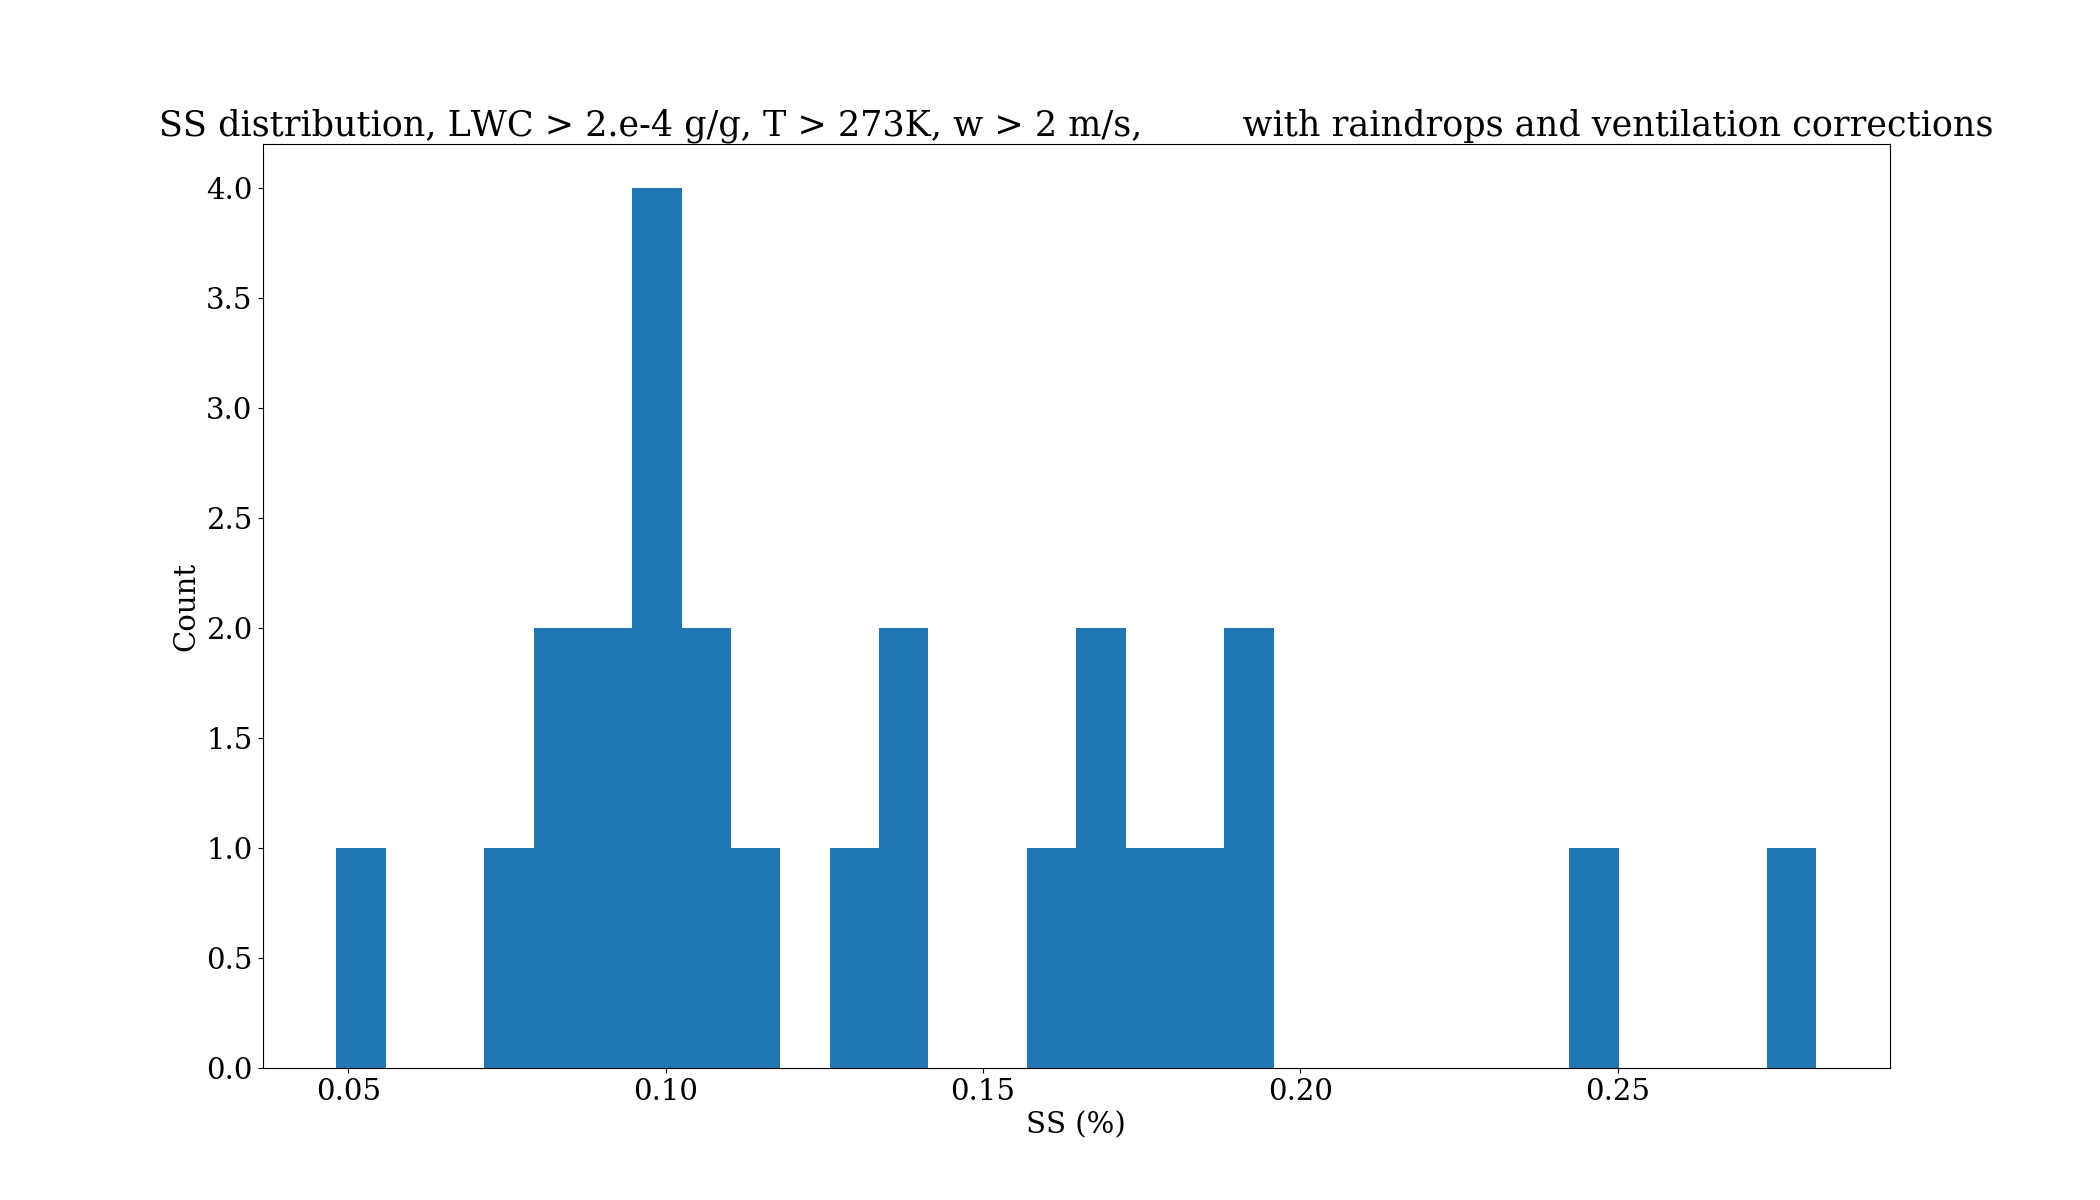 SS distribution, LWC > 2.e-4 g/g, T > 273K, w > 2 m/s,         with raindrops and ventilation corrections
4.0
3.5
3.0
2.5
2.0
1.5
1.0
0.5
0.0
Count
0.05 0.10 0.15 0.20 0.25
SS (%)